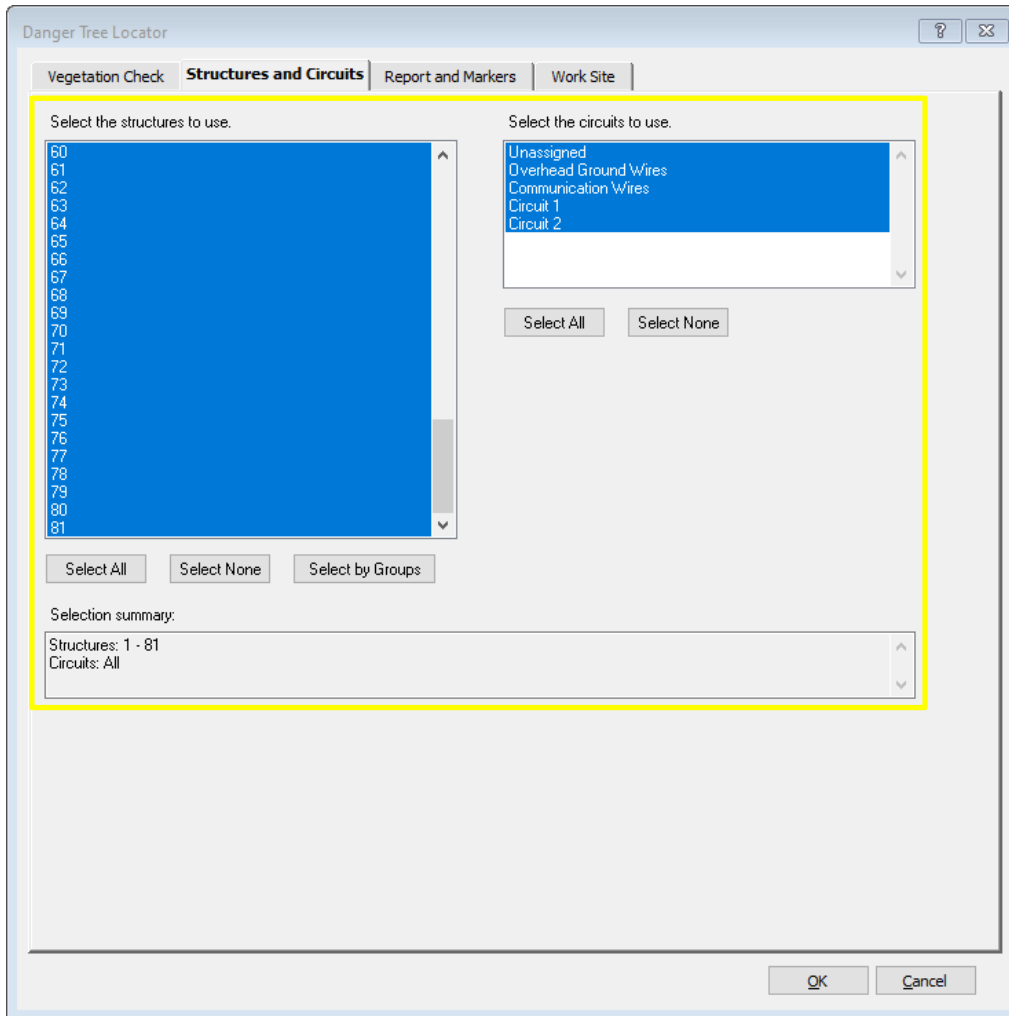 Danger Tree Locator
Vegetation Check Structures and Circuits Report and Markers Work Site
Select the structures to use.
60
61
62
63
64
65
66
67
68
69
70
71
72
73
74
75
76
77
78
79
80
81
Select All Select None Select by Groups
Select the circuits to use.
Unassigned
Overhead Ground Wires
Communication Wires
Circuit 1
Circuit 2
Select All Select None
Selection summary:
Structures: 1 - 81
Circuits: All
OK Cancel